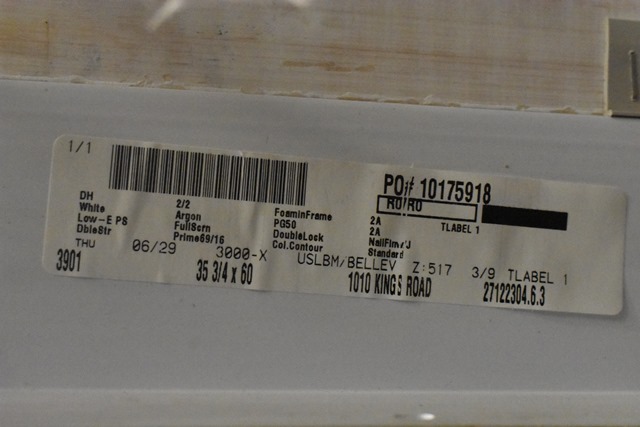 1/1
PO# 10175918
RO/RO
TLABEL 1
DH 2/2
White Argon FoaminFrame 2A
Low-E PS FullScrn PG50 2A
DbleStr Prime69/16 DoubleLock NailFin/J
Col.Contour Standard
THU 06/29 3000-X USLBM/BELLEV Z:517 3/9 TLABEL 1
3901 35 3/4 x 60 1010 KINGS ROAD 27122304.6.3